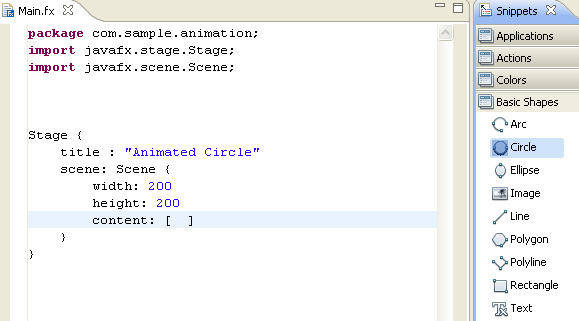 Main.fx
package com.sample.animation;
import javafx.stage.Stage;
import javafx.scene.Scene;
Stage {
title : "Animated Circle"
scene: Scene {
width: 200
height: 200
content: [  ]
}
}
Snippets
Applications
Actions
Colors
Basic Shapes
Arc
Circle
Ellipse
Image
Line
Polygon
Polyline
Rectangle
Text